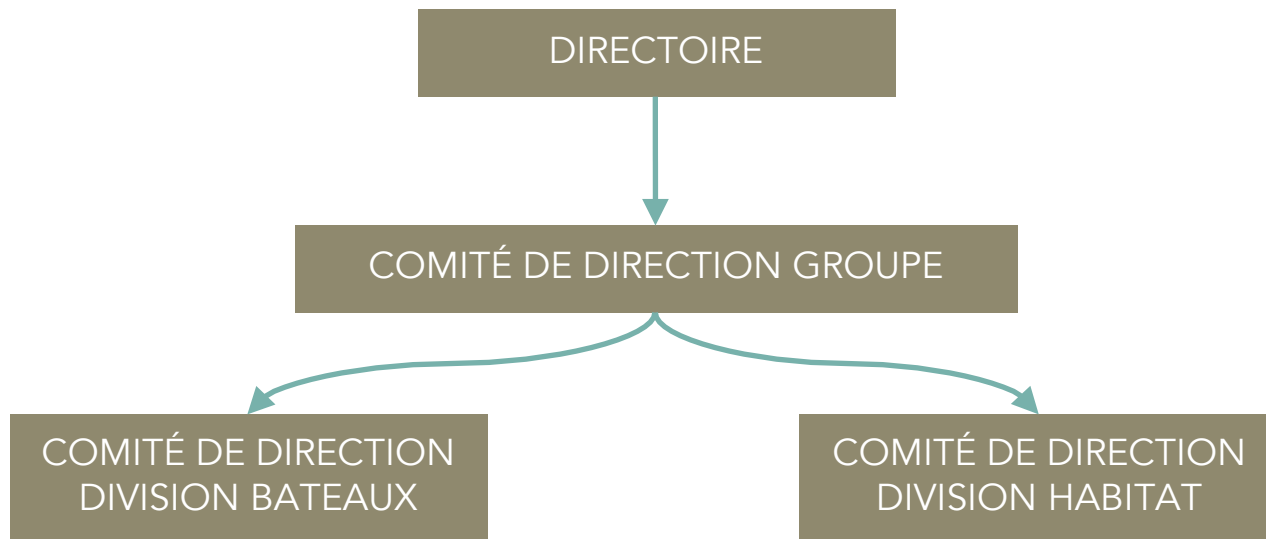 DIRECTOIRE
COMITÉ DE DIRECTION GROUPE
COMITÉ DE DIRECTION
DIVISION BATEAUX
COMITÉ DE DIRECTION
DIVISION HABITAT